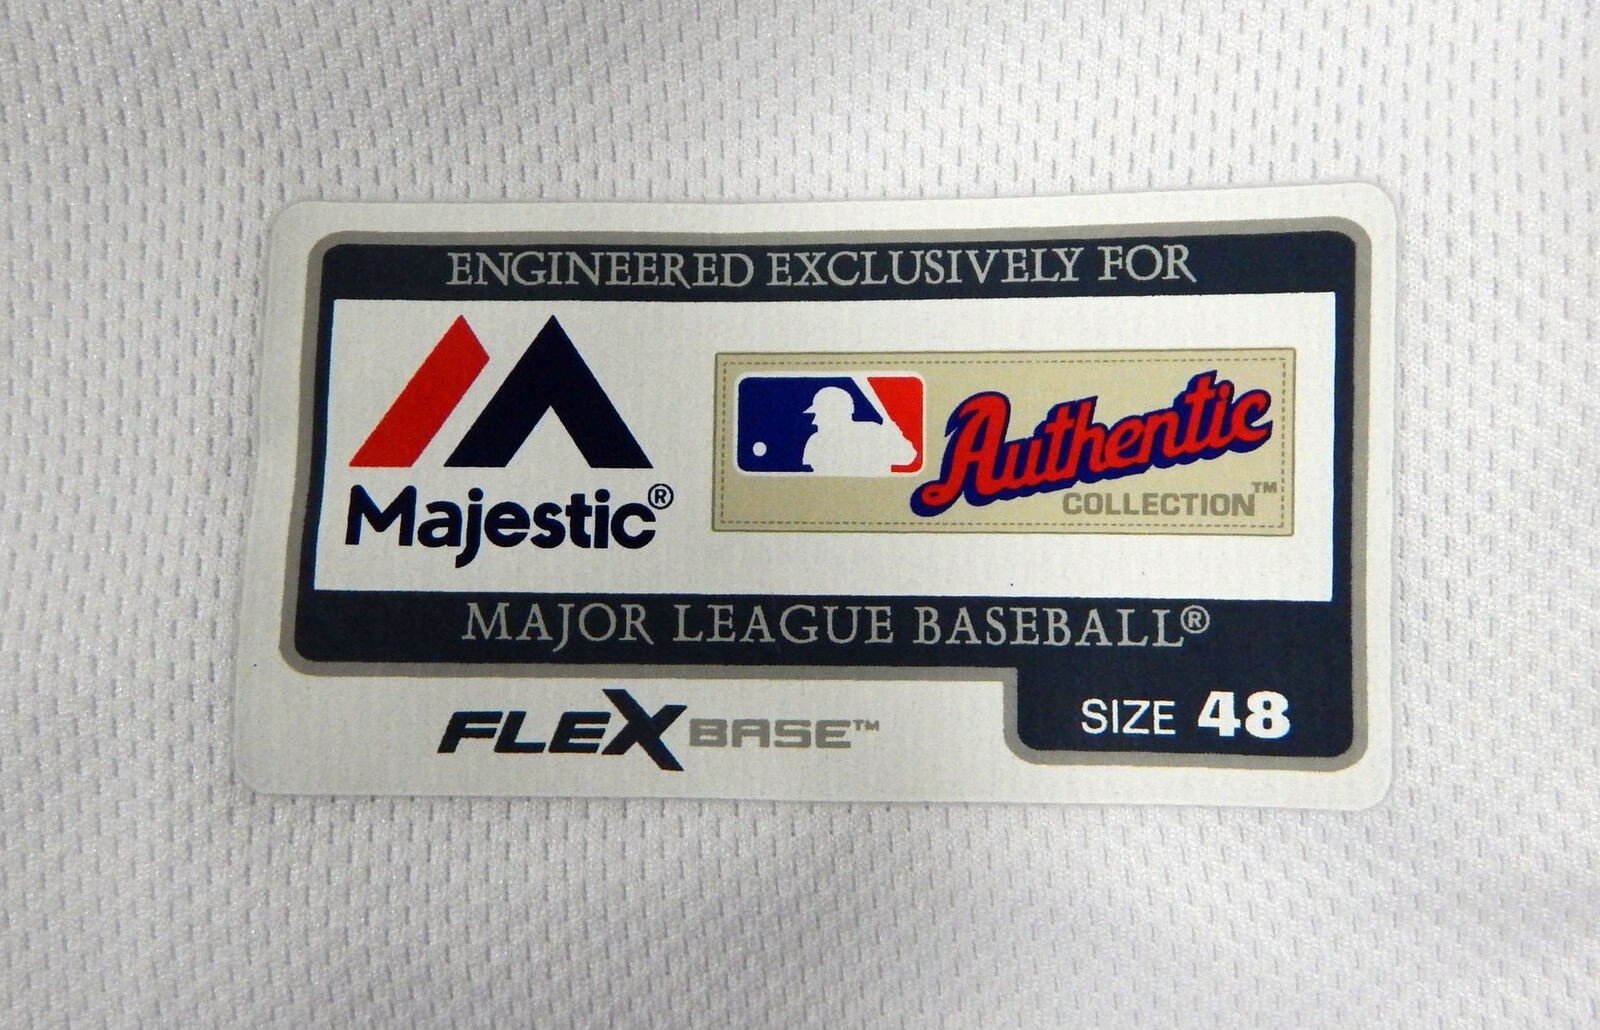 ENGINEERED EXCLUSIVELY FOR
Majestic®
Authentic
COLLECTION™
MAJOR LEAGUE BASEBALL®
FLEXBASE™
SIZE 48